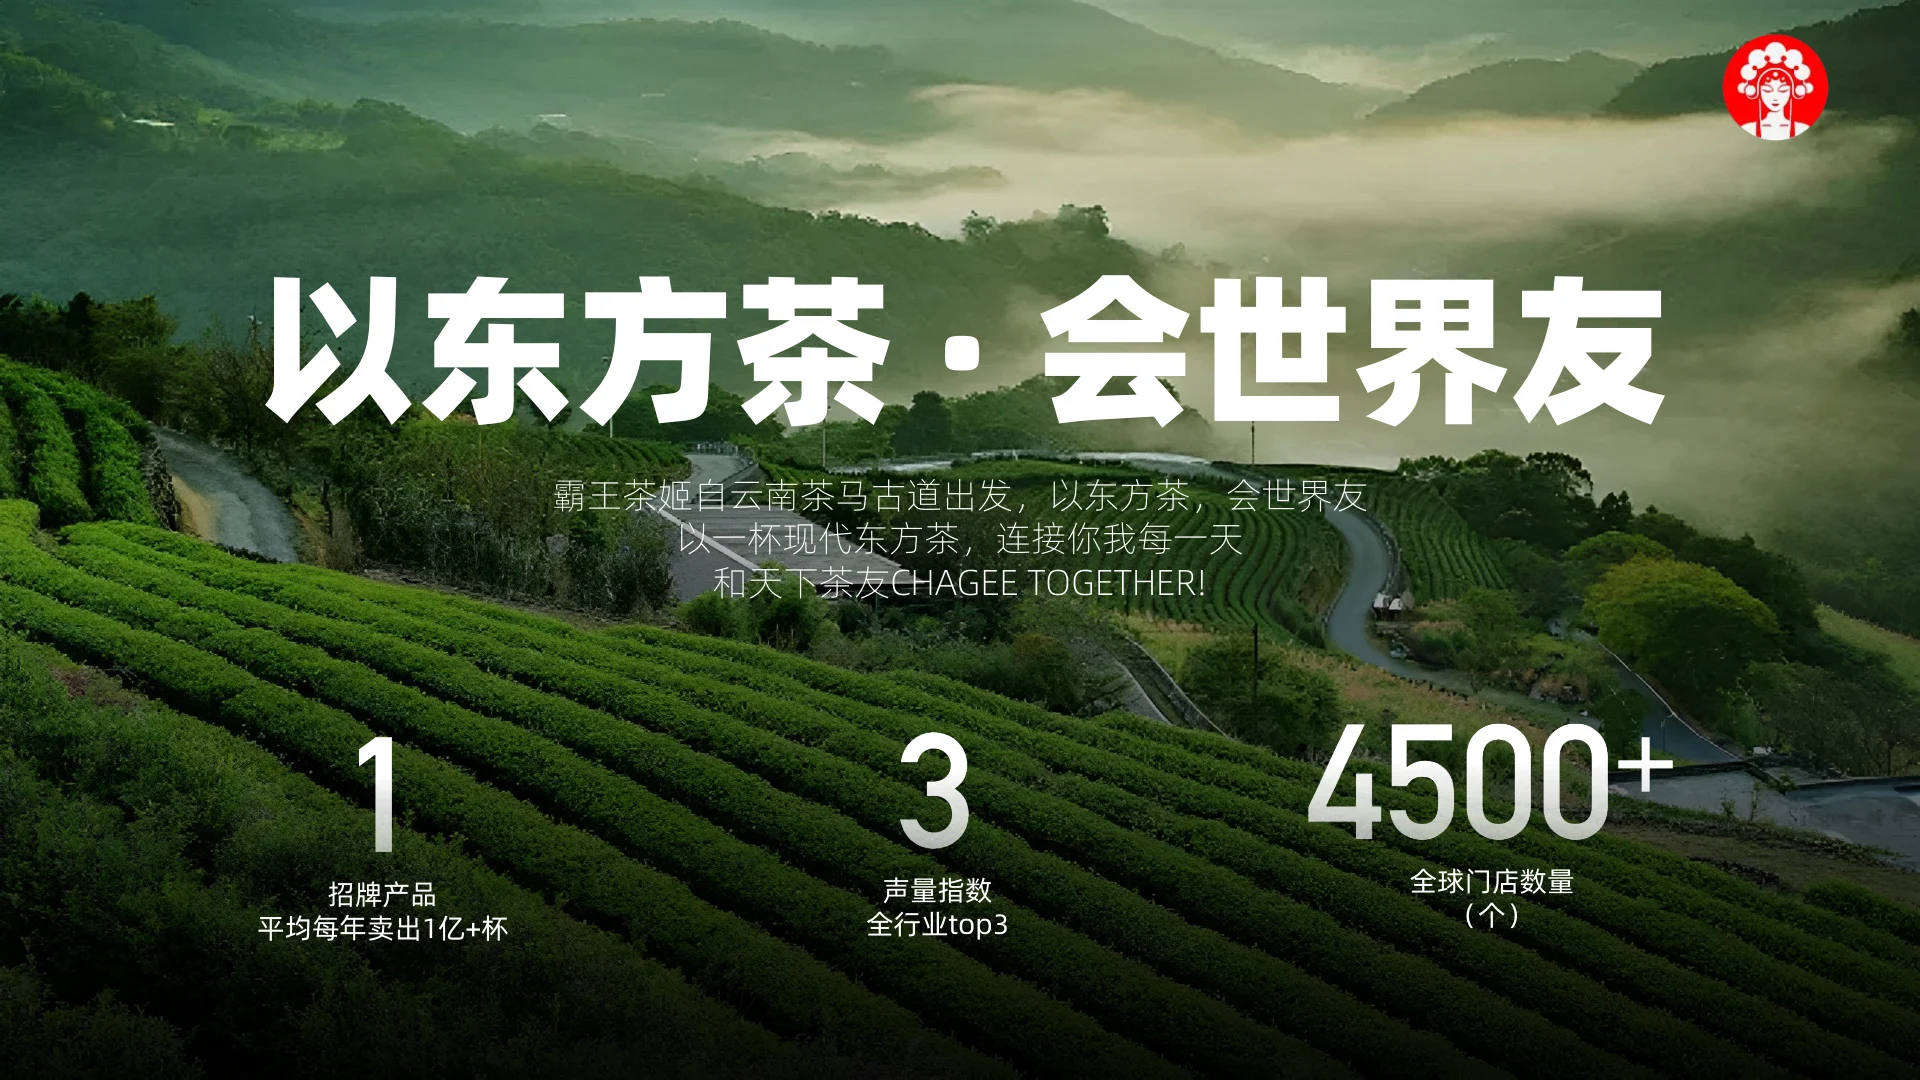 以东方茶·会世界友
霸王茶姬自云南茶马古道出发，以东方茶，会世界友
以一杯现代东方茶，连接你我每一天
和天下茶友CHAGEE TOGETHER!
1
招牌产品
平均每年卖出1亿+杯
3
声量指数
全行业top3
4500+
全球门店数量
（个）